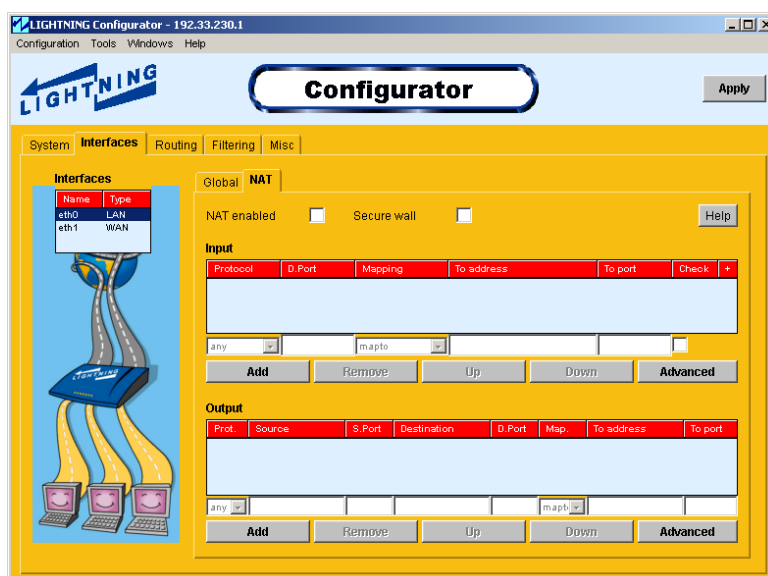 LIGHTNING Configurator - 192.33.230.1
Configuration Tools Windows Help
LIGHTNING
Configurator
Apply
System Interfaces Routing Filtering Misc
Interfaces
Name Type
eth0 LAN
eth1 WAN
LIGHTNING
Global NAT
NAT enabled Secure wall Help
Input
Protocol D.Port Mapping To address To port Check +
any mapto
Add Remove Up Down Advanced
Output
Prot. Source S.Port Destination D.Port Map. To address To port
any mapt
Add Remove Up Down Advanced